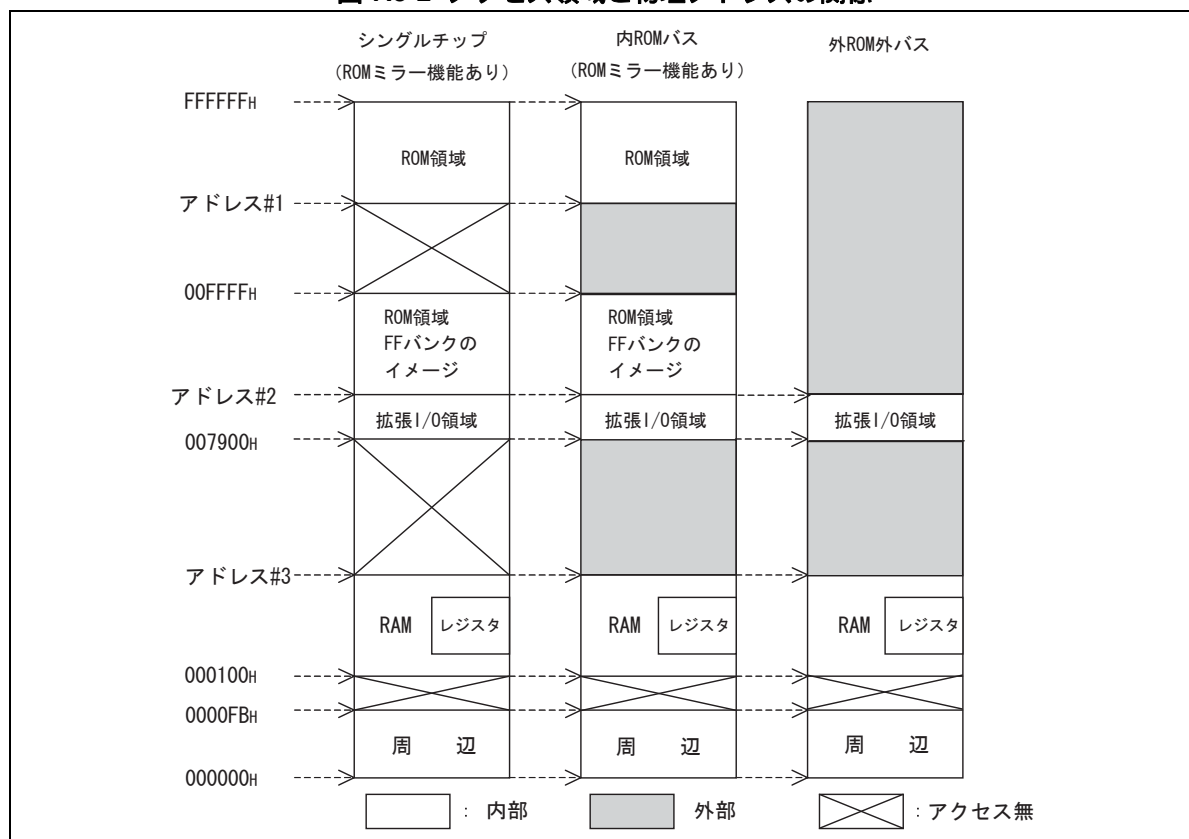 シングルチップ
(ROMミラー機能あり)
内ROMバス
(ROMミラー機能あり)
外ROM外バス
FFFFFFH
ROM領域
ROM領域
アドレス#1
00FFFFH
ROM領域
FFバンクの
イメージ
ROM領域
FFバンクの
イメージ
アドレス#2
拡張I/O領域
拡張I/O領域
拡張I/O領域
007900H
アドレス#3
RAM
レジスタ
RAM
レジスタ
RAM
レジスタ
000100H
0000FBH
周 辺
周 辺
周 辺
000000H
: 内部
外部
: アクセス無